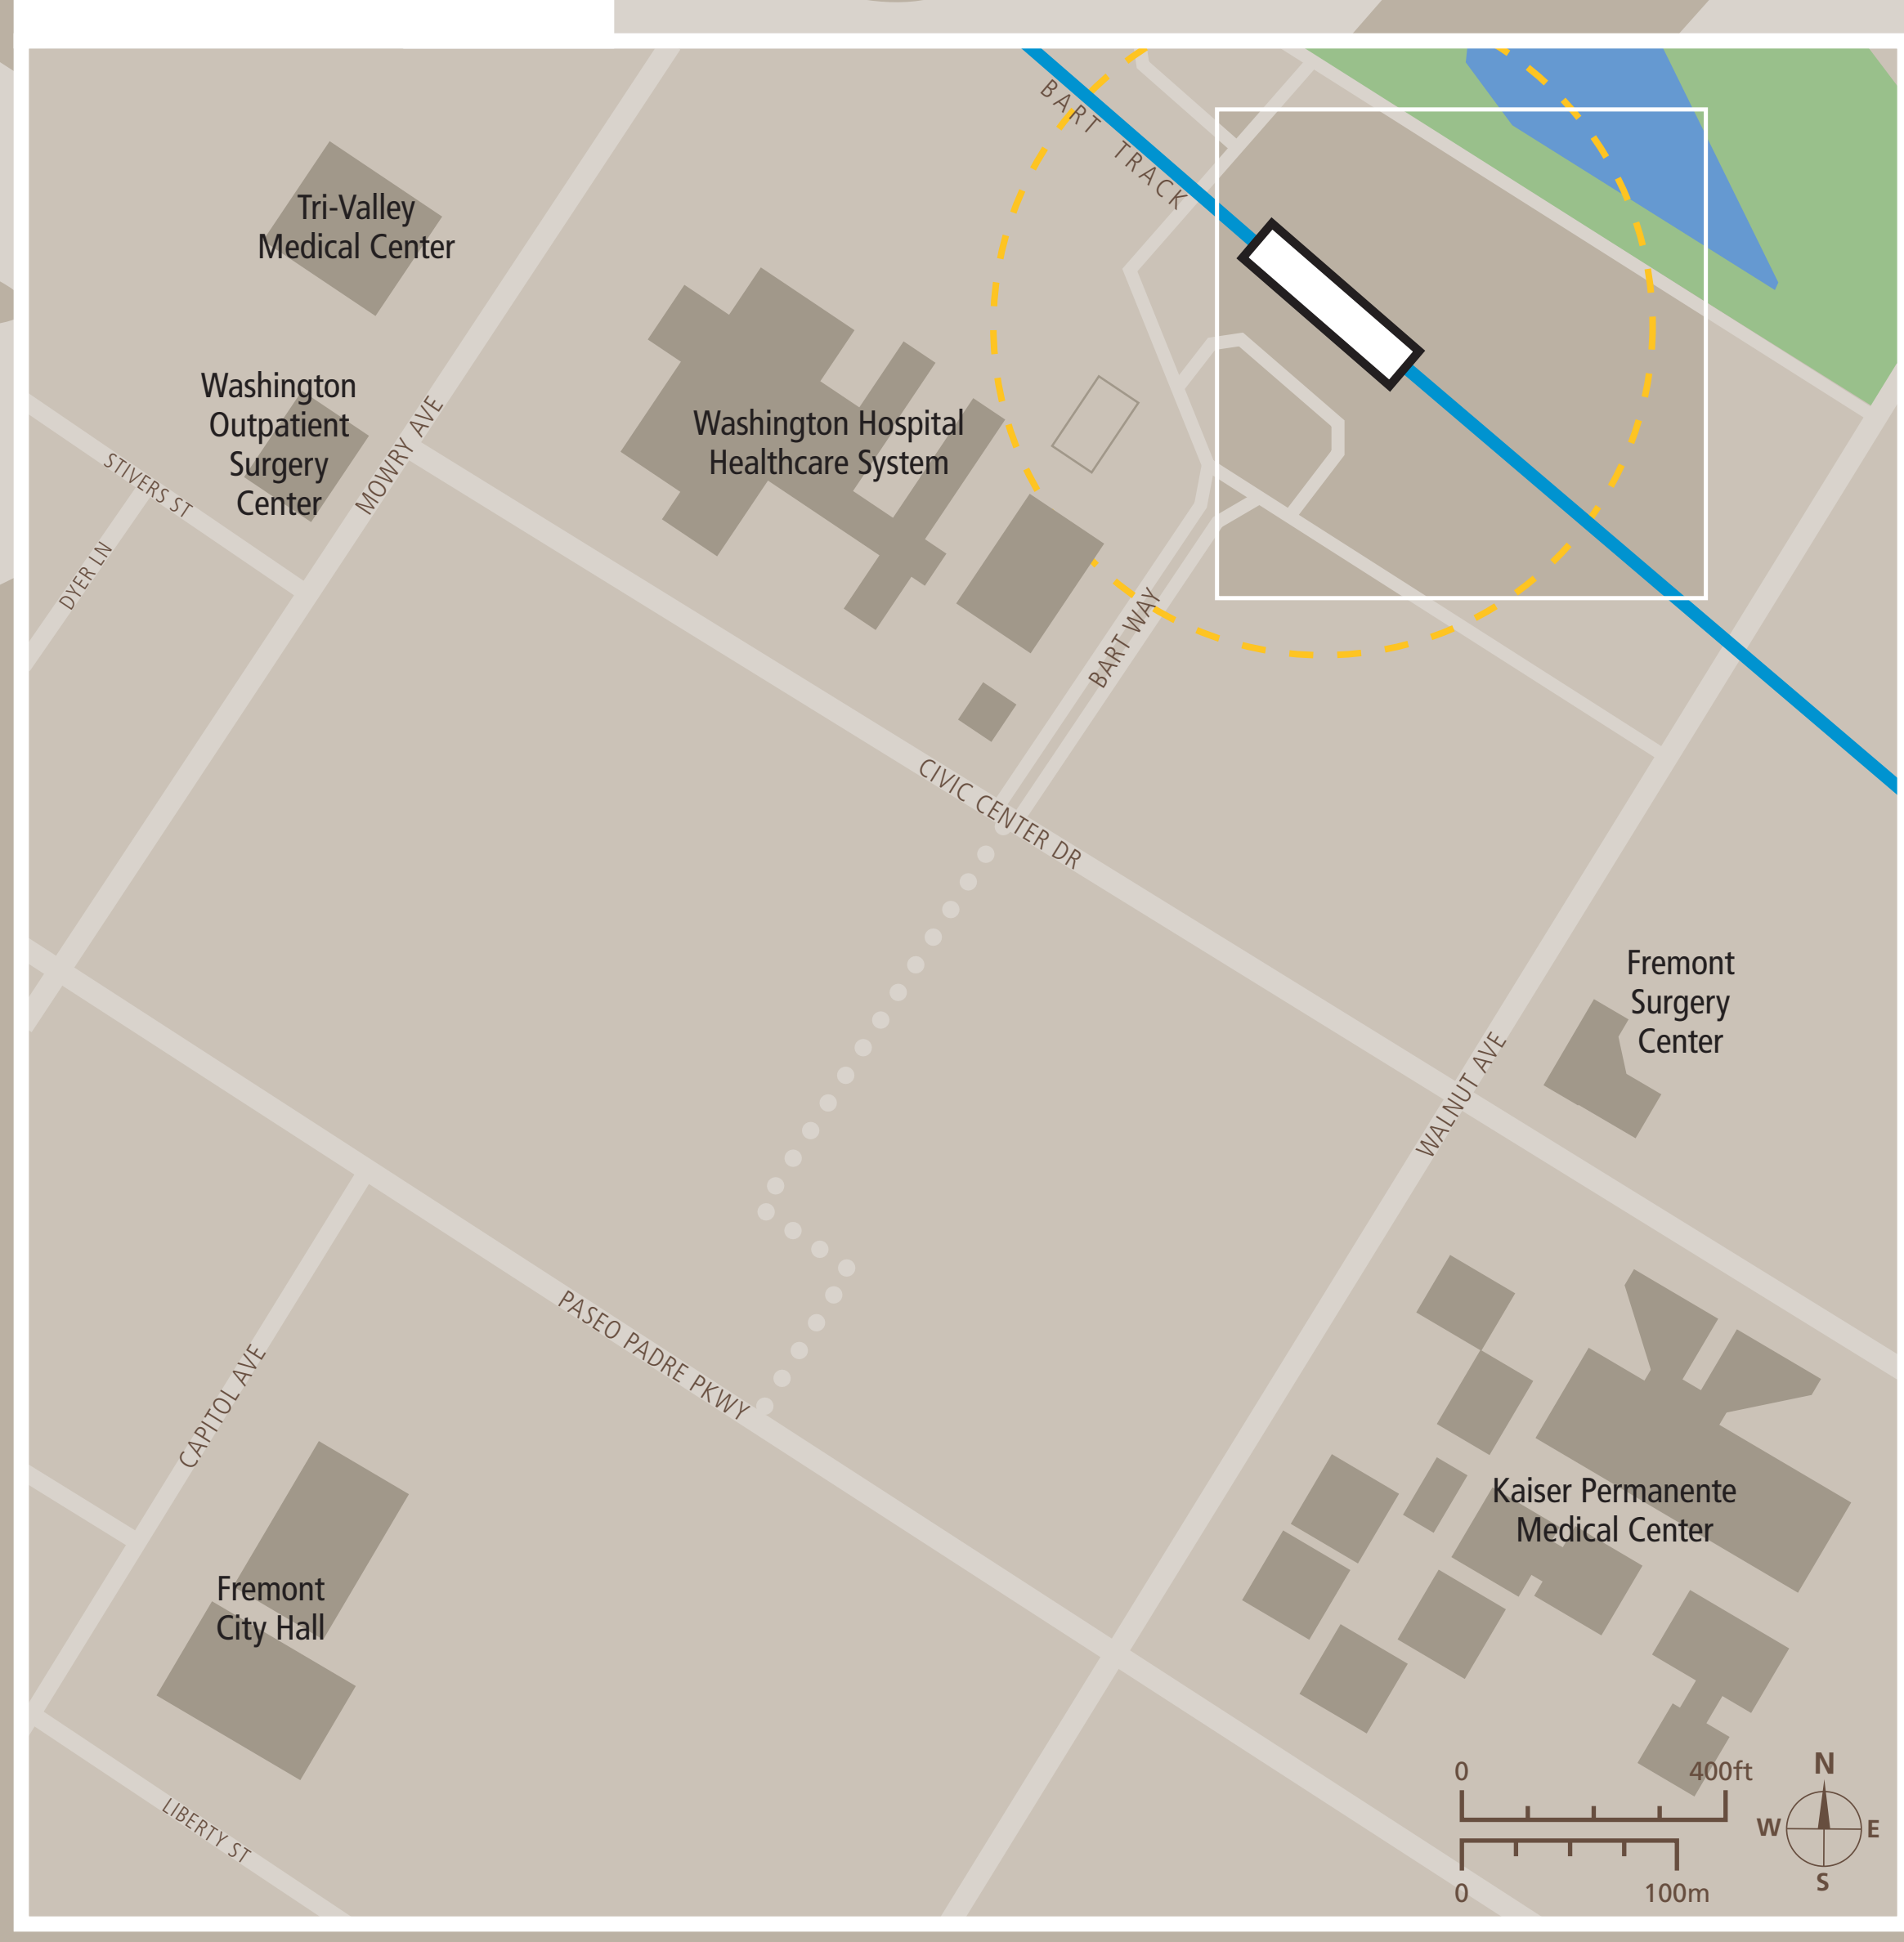 BART TRACK
Tri-Valley
Medical Center
Washington
Outpatient
Surgery
Center
MOWRY AVE
STIVERS ST
DYER LN
Washington Hospital
Healthcare System
BART WAY
CIVIC CENTER DR
Fremont
Surgery
Center
WALNUT AVE
PASEO PADRE PKWY
CAPITOL AVE
Kaiser Permanente
Medical Center
Fremont
City Hall
LIBERTY ST
0 400ft
0 100m
N
W E
S